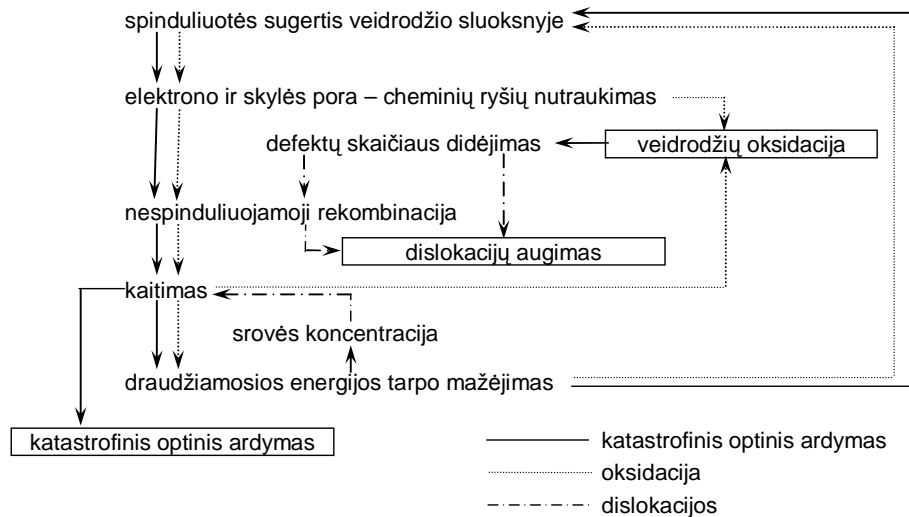 spinduliuotės sugertis veidrodžio sluoksnyje
elektrono ir skylės pora – cheminių ryšių nutraukimas
defektų skaičiaus didėjimas
veidrodžių oksidacija
nespinduliuojamoji rekombinacija
dislokacijų augimas
kaitimas
srovės koncentracija
draudžiamosios energijos tarpo mažėjimas
katastrofinis optinis ardymas
katastrofinis optinis ardymas
oksidacija
dislokacijos